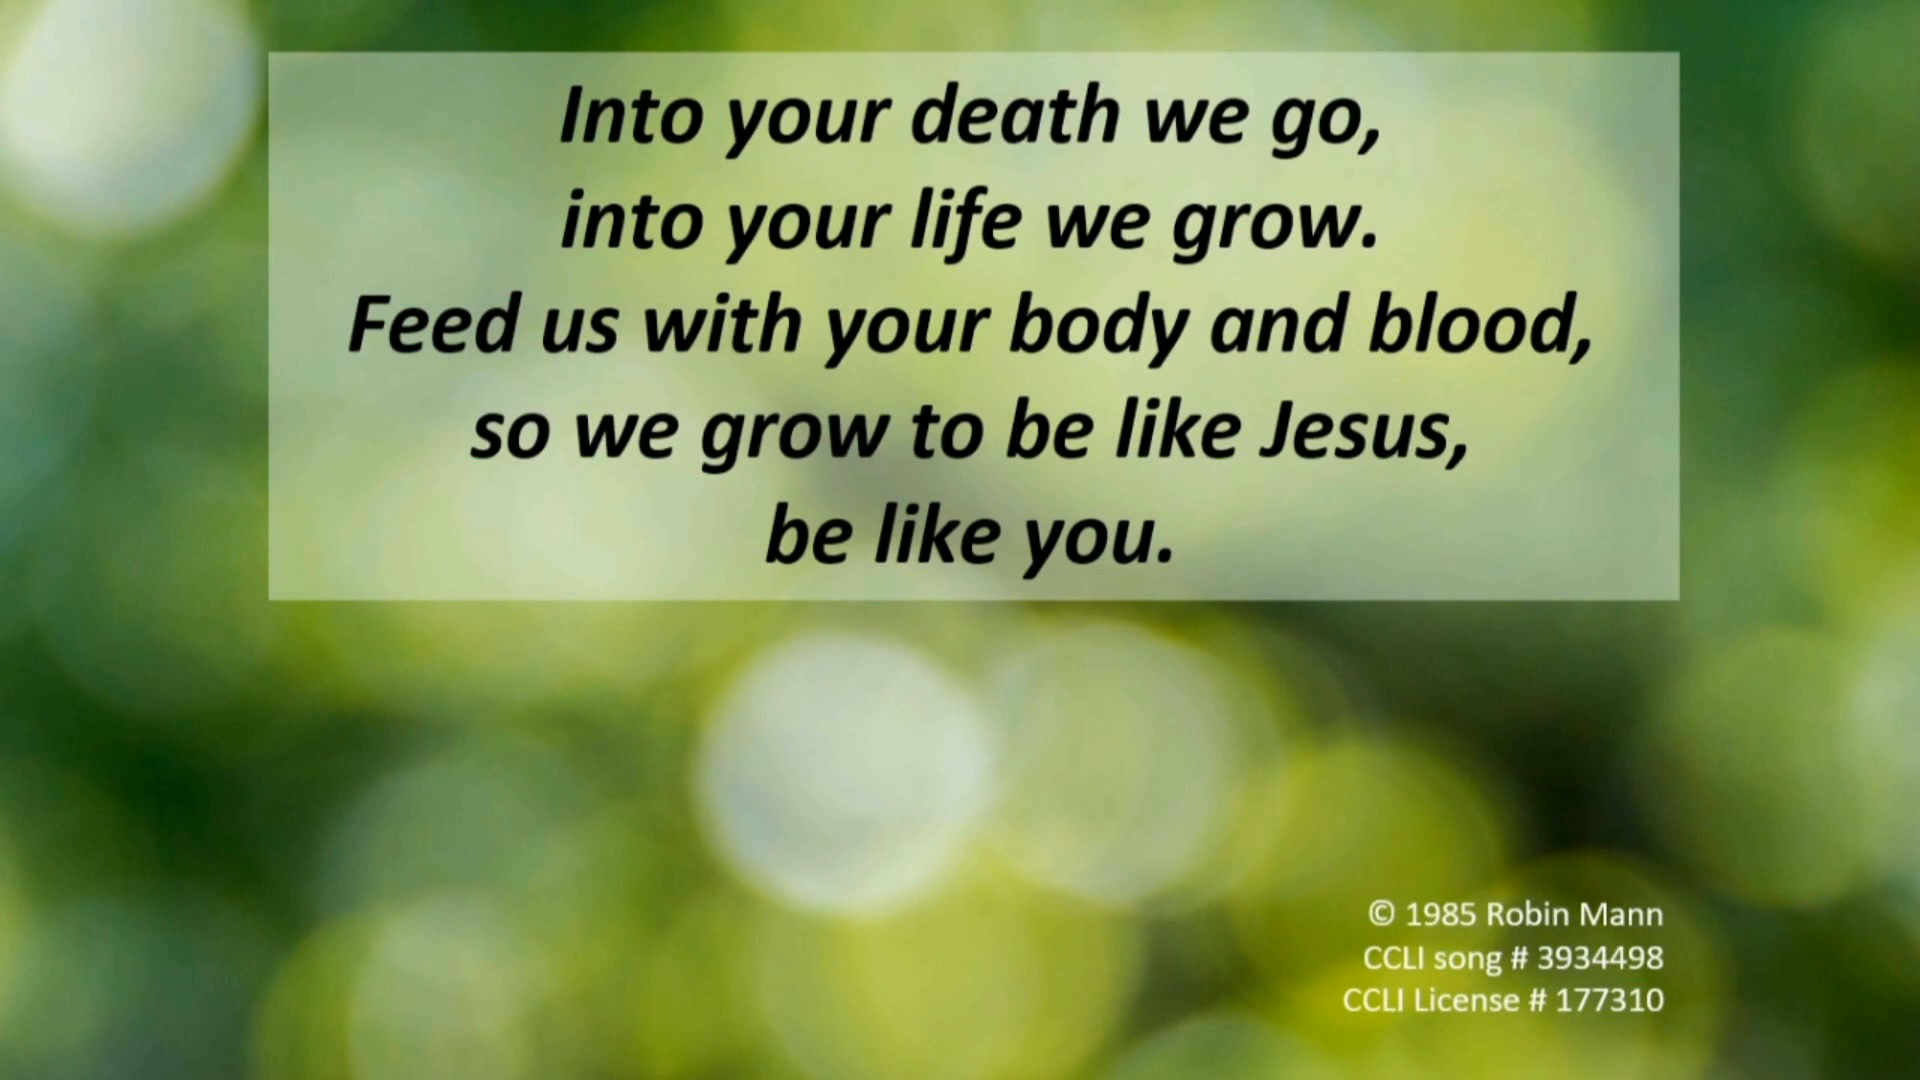 Into your death we go,
into your life we grow.
Feed us with your body and blood,
so we grow to be like Jesus,
be like you.
© 1985 Robin Mann
CCLI song # 3934498
CCLI License # 177310